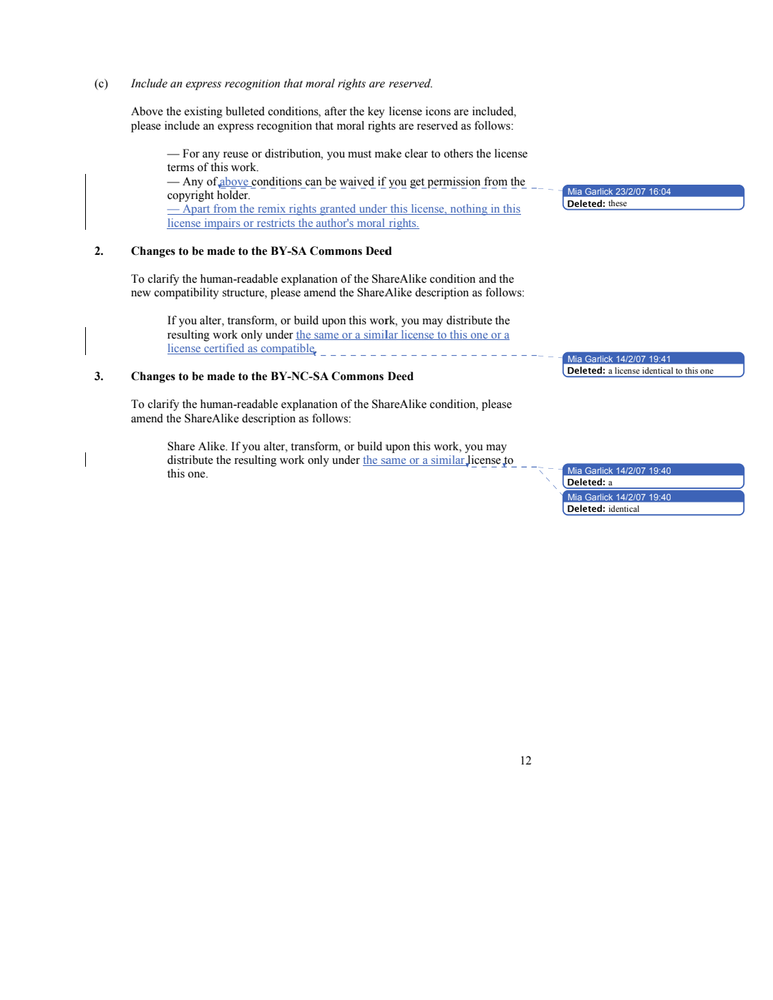 (c) Include an express recognition that moral rights are reserved.
Above the existing bulleted conditions, after the key license icons are included,
please include an express recognition that moral rights are reserved as follows:
— For any reuse or distribution, you must make clear to others the license
terms of this work.
— Any of above conditions can be waived if you get permission from the
copyright holder.
— Apart from the remix rights granted under this license, nothing in this
license impairs or restricts the author's moral rights.
Mia Garlick 23/2/07 16:04
Deleted: these
2. Changes to be made to the BY-SA Commons Deed
To clarify the human-readable explanation of the ShareAlike condition and the
new compatibility structure, please amend the ShareAlike description as follows:
If you alter, transform, or build upon this work, you may distribute the
resulting work only under the same or a similar license to this one or a
license certified as compatible.
Mia Garlick 14/2/07 19:41
Deleted: a license identical to this one
3. Changes to be made to the BY-NC-SA Commons Deed
To clarify the human-readable explanation of the ShareAlike condition, please
amend the ShareAlike description as follows:
Share Alike. If you alter, transform, or build upon this work, you may
distribute the resulting work only under the same or a similar license to
this one.
Mia Garlick 14/2/07 19:40
Deleted: a
Mia Garlick 14/2/07 19:40
Deleted: identical
12